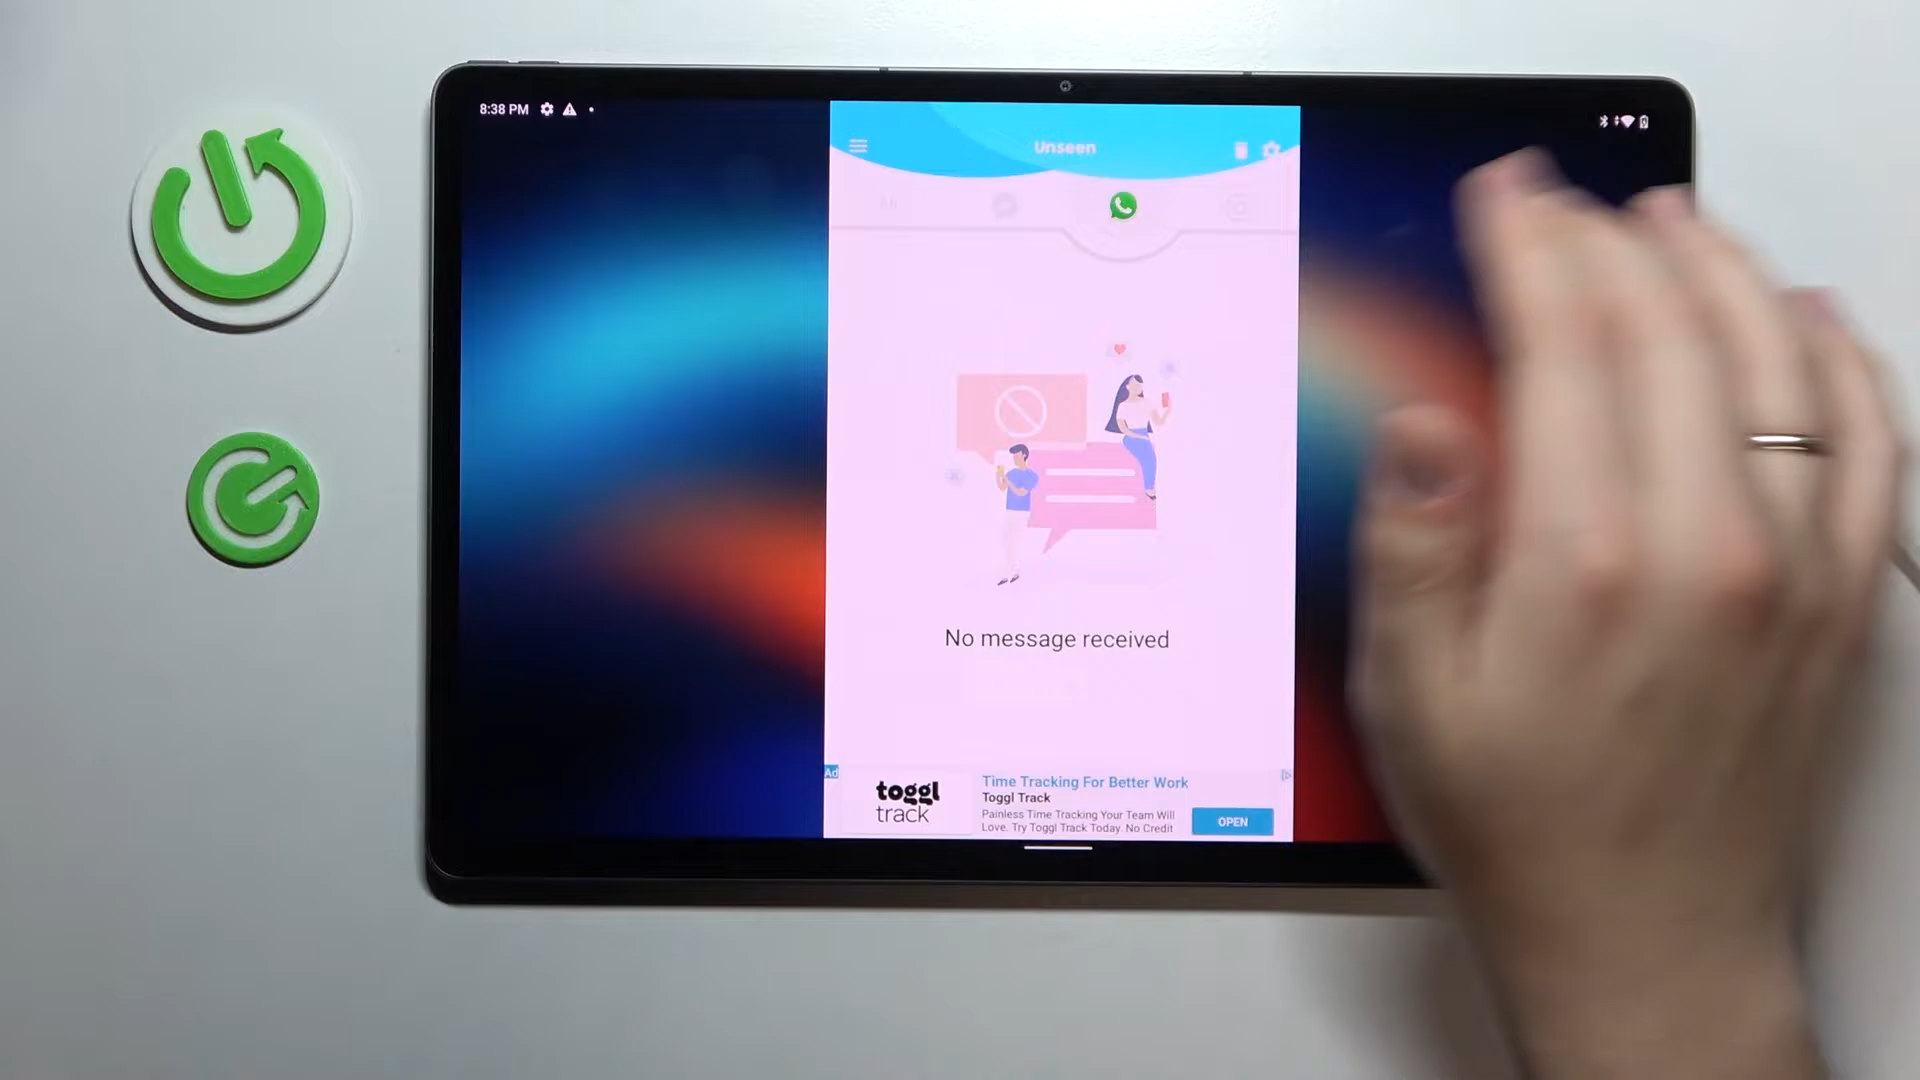 8:38 PM
Unseen
All
No message received
Ad
toggl
track
Time Tracking For Better Work
Toggl Track
Painless Time Tracking Your Team Will
Love. Try Toggl Track Today. No Credit
OPEN